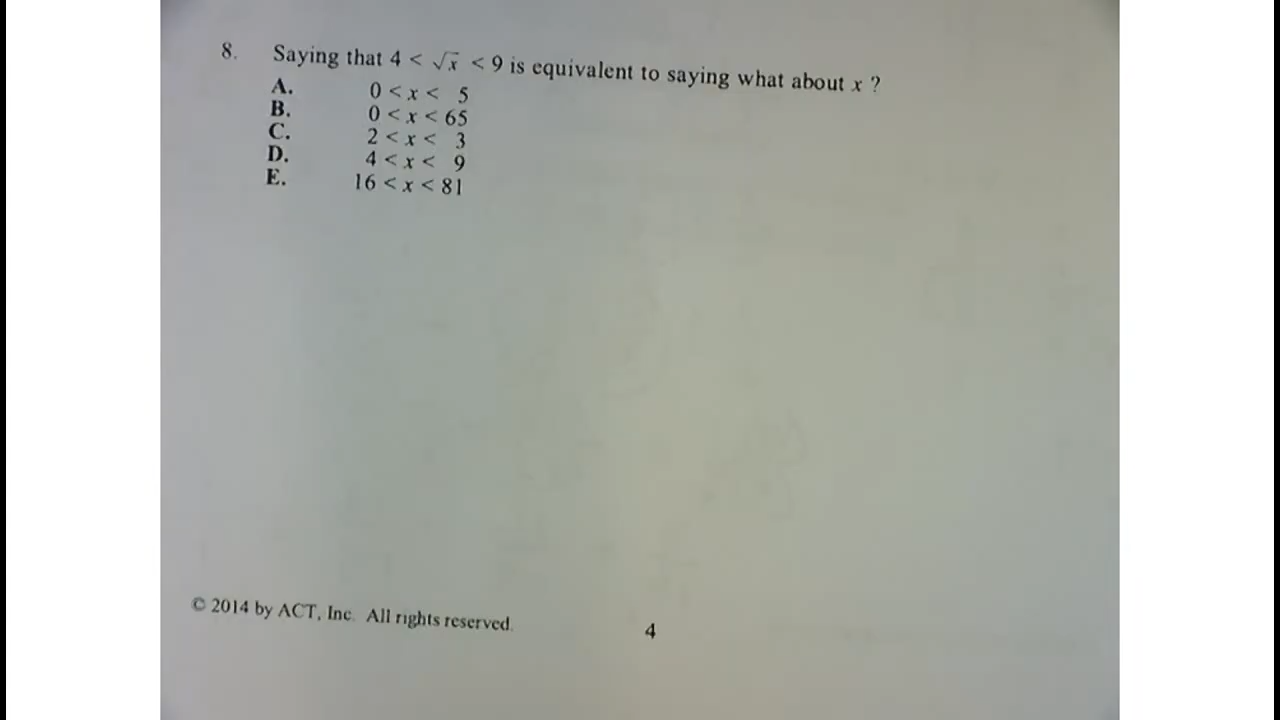 8. Saying that 4 < √x < 9 is equivalent to saying what about x ?
A. 0 < x < 5
B. 0 < x < 65
C. 2 < x < 3
D. 4 < x < 9
E. 16 < x < 81
© 2014 by ACT, Inc. All rights reserved.
4